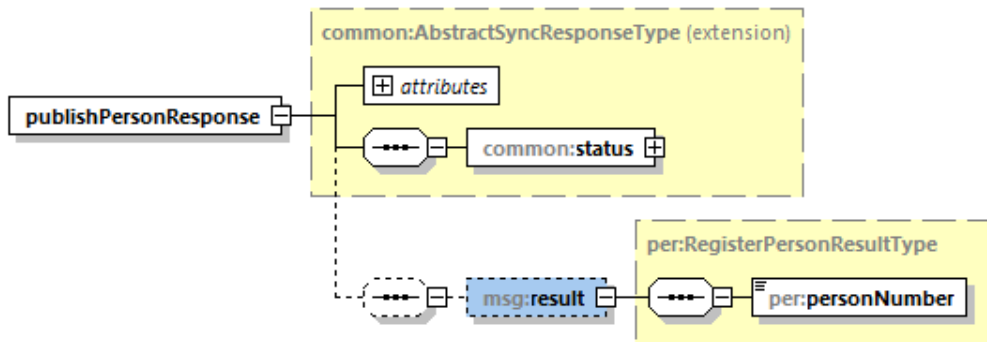 common:AbstractSyncResponseType (extension)
attributes
publishPersonResponse
common:status
per:RegisterPersonResultType
msg:result
per:personNumber